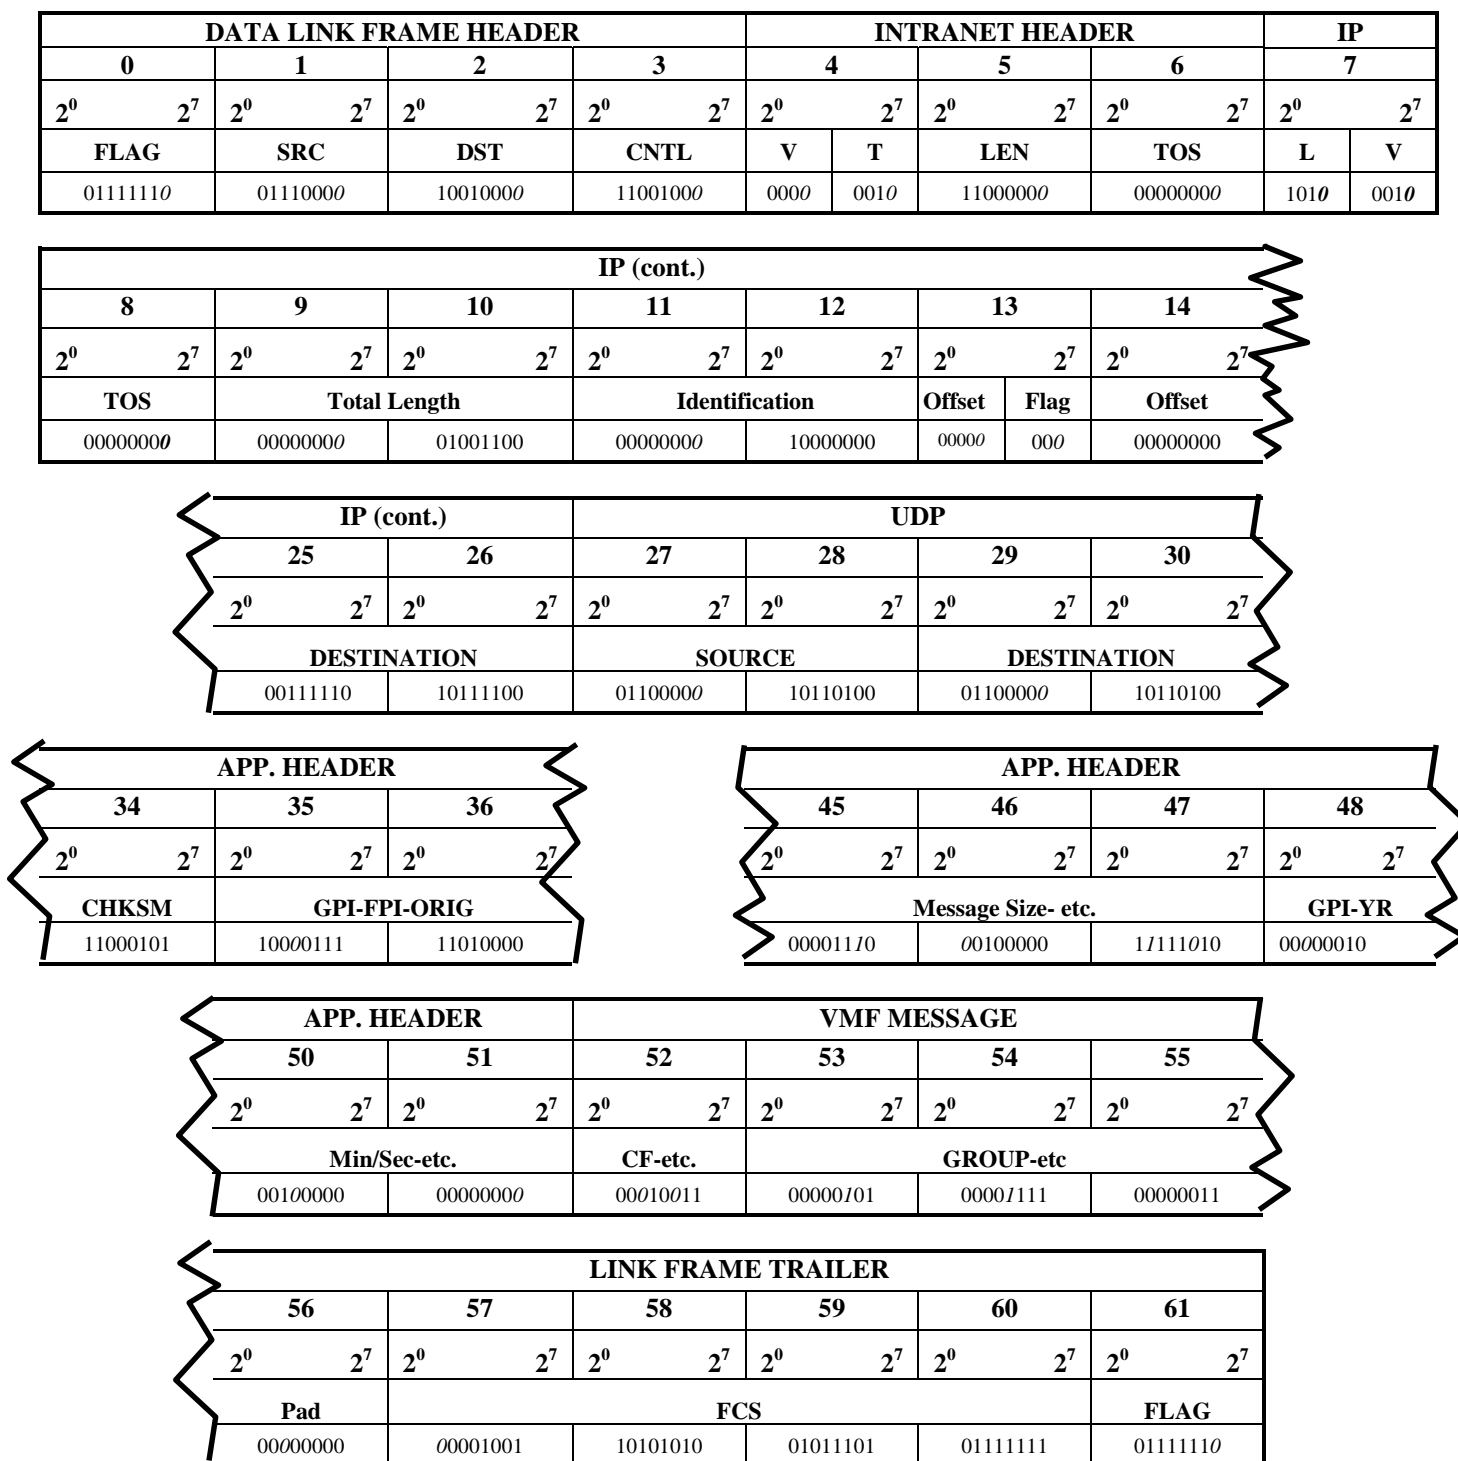 DATA LINK FRAME HEADER INTRANET HEADER IP
0 1 2 3 4 5 6 7
2⁰ 2⁷ 2⁰ 2⁷ 2⁰ 2⁷ 2⁰ 2⁷ 2⁰ 2⁷ 2⁰ 2⁷ 2⁰ 2⁷ 2⁰ 2⁷
FLAG SRC DST CNTL V T LEN TOS L V
01111110 01110000 10010000 11001000 0000 0010 11000000 00000000 1010 0010
IP (cont.)
8 9 10 11 12 13 14
2⁰ 2⁷ 2⁰ 2⁷ 2⁰ 2⁷ 2⁰ 2⁷ 2⁰ 2⁷ 2⁰ 2⁷ 2⁰ 2⁷
TOS Total Length Identification Offset Flag Offset
00000000 00000000 01001100 00000000 10000000 00000 000 00000000
IP (cont.) UDP
25 26 27 28 29 30
2⁰ 2⁷ 2⁰ 2⁷ 2⁰ 2⁷ 2⁰ 2⁷ 2⁰ 2⁷ 2⁰ 2⁷
DESTINATION SOURCE DESTINATION
00111110 10111100 01100000 10110100 01100000 10110100
APP. HEADER APP. HEADER
34 35 36 45 46 47 48
2⁰ 2⁷ 2⁰ 2⁷ 2⁰ 2⁷ 2⁰ 2⁷ 2⁰ 2⁷ 2⁰ 2⁷ 2⁰ 2⁷
CHKSM GPI-FPI-ORIG Message Size- etc. GPI-YR
11000101 10000111 11010000 00001110 00100000 11111010 00000010
APP. HEADER VMF MESSAGE
50 51 52 53 54 55
2⁰ 2⁷ 2⁰ 2⁷ 2⁰ 2⁷ 2⁰ 2⁷ 2⁰ 2⁷ 2⁰ 2⁷
Min/Sec-etc. CF-etc. GROUP-etc
00100000 00000000 00010011 00000101 00001111 00000011
LINK FRAME TRAILER
56 57 58 59 60 61
2⁰ 2⁷ 2⁰ 2⁷ 2⁰ 2⁷ 2⁰ 2⁷ 2⁰ 2⁷ 2⁰ 2⁷
Pad FCS FLAG
00000000 00001001 10101010 01011101 01111111 01111110